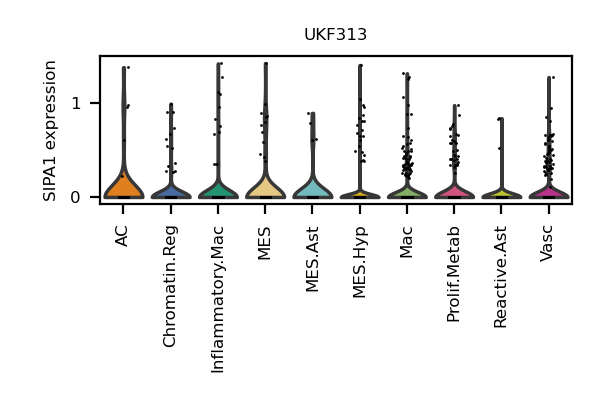 UKF313
SIPA1 expression
1
0
AC
Chromatin.Reg
Inflammatory.Mac
MES
MES.Ast
MES.Hyp
Mac
Prolif.Metab
Reactive.Ast
Vasc